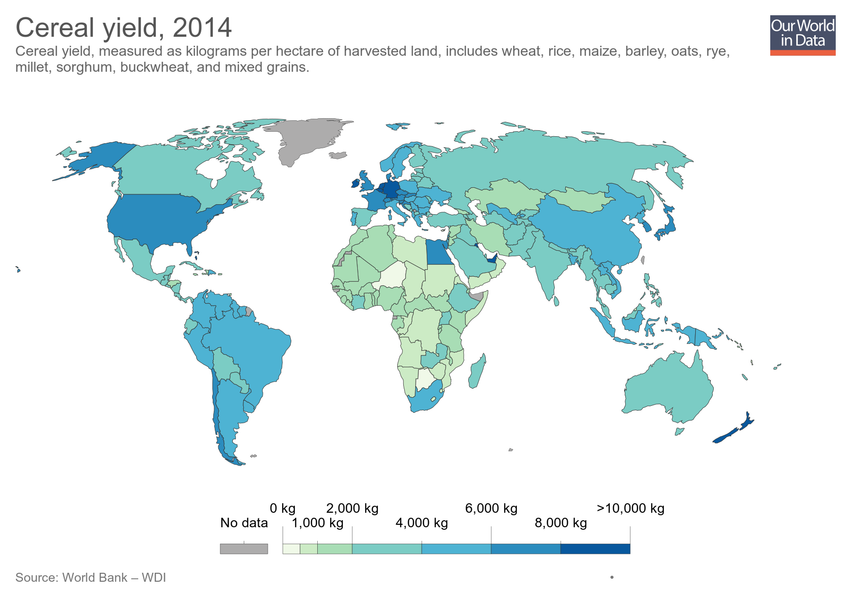 Cereal yield, 2014
Cereal yield, measured as kilograms per hectare of harvested land, includes wheat, rice, maize, barley, oats, rye,
millet, sorghum, buckwheat, and mixed grains.
Our World
in Data
0 kg 2,000 kg 6,000 kg >10,000 kg
No data 1,000 kg 4,000 kg 8,000 kg
Source: World Bank – WDI